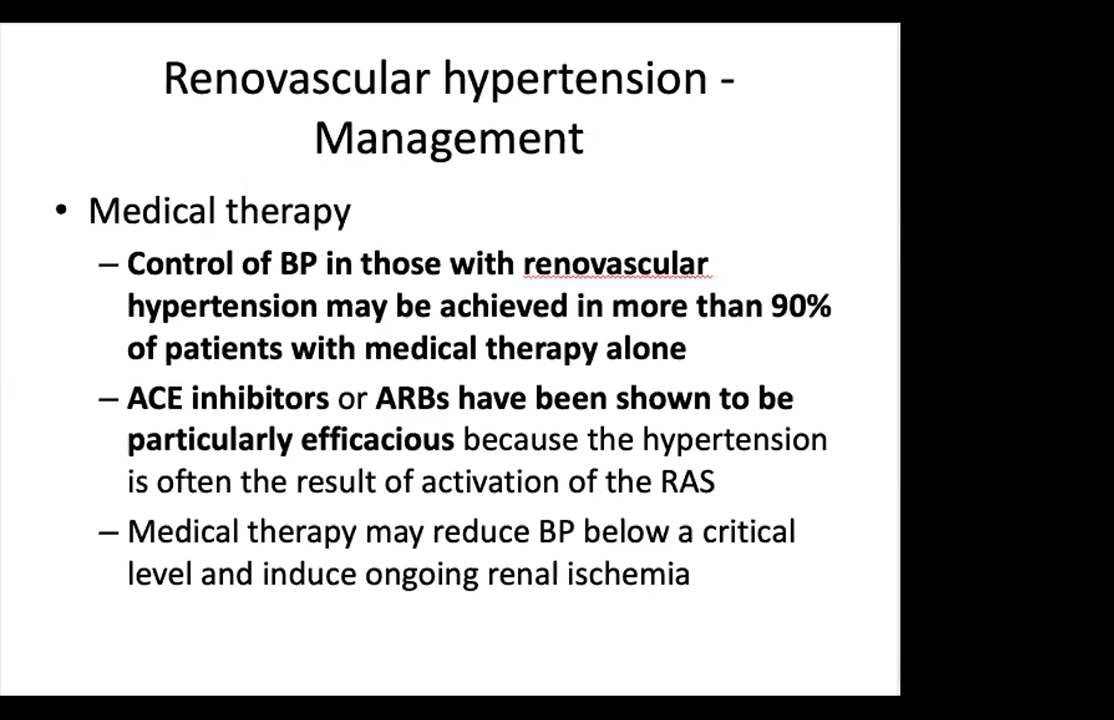 Renovascular hypertension -
Management
• Medical therapy
– Control of BP in those with renovascular
hypertension may be achieved in more than 90%
of patients with medical therapy alone
– ACE inhibitors or ARBs have been shown to be
particularly efficacious because the hypertension
is often the result of activation of the RAS
– Medical therapy may reduce BP below a critical
level and induce ongoing renal ischemia